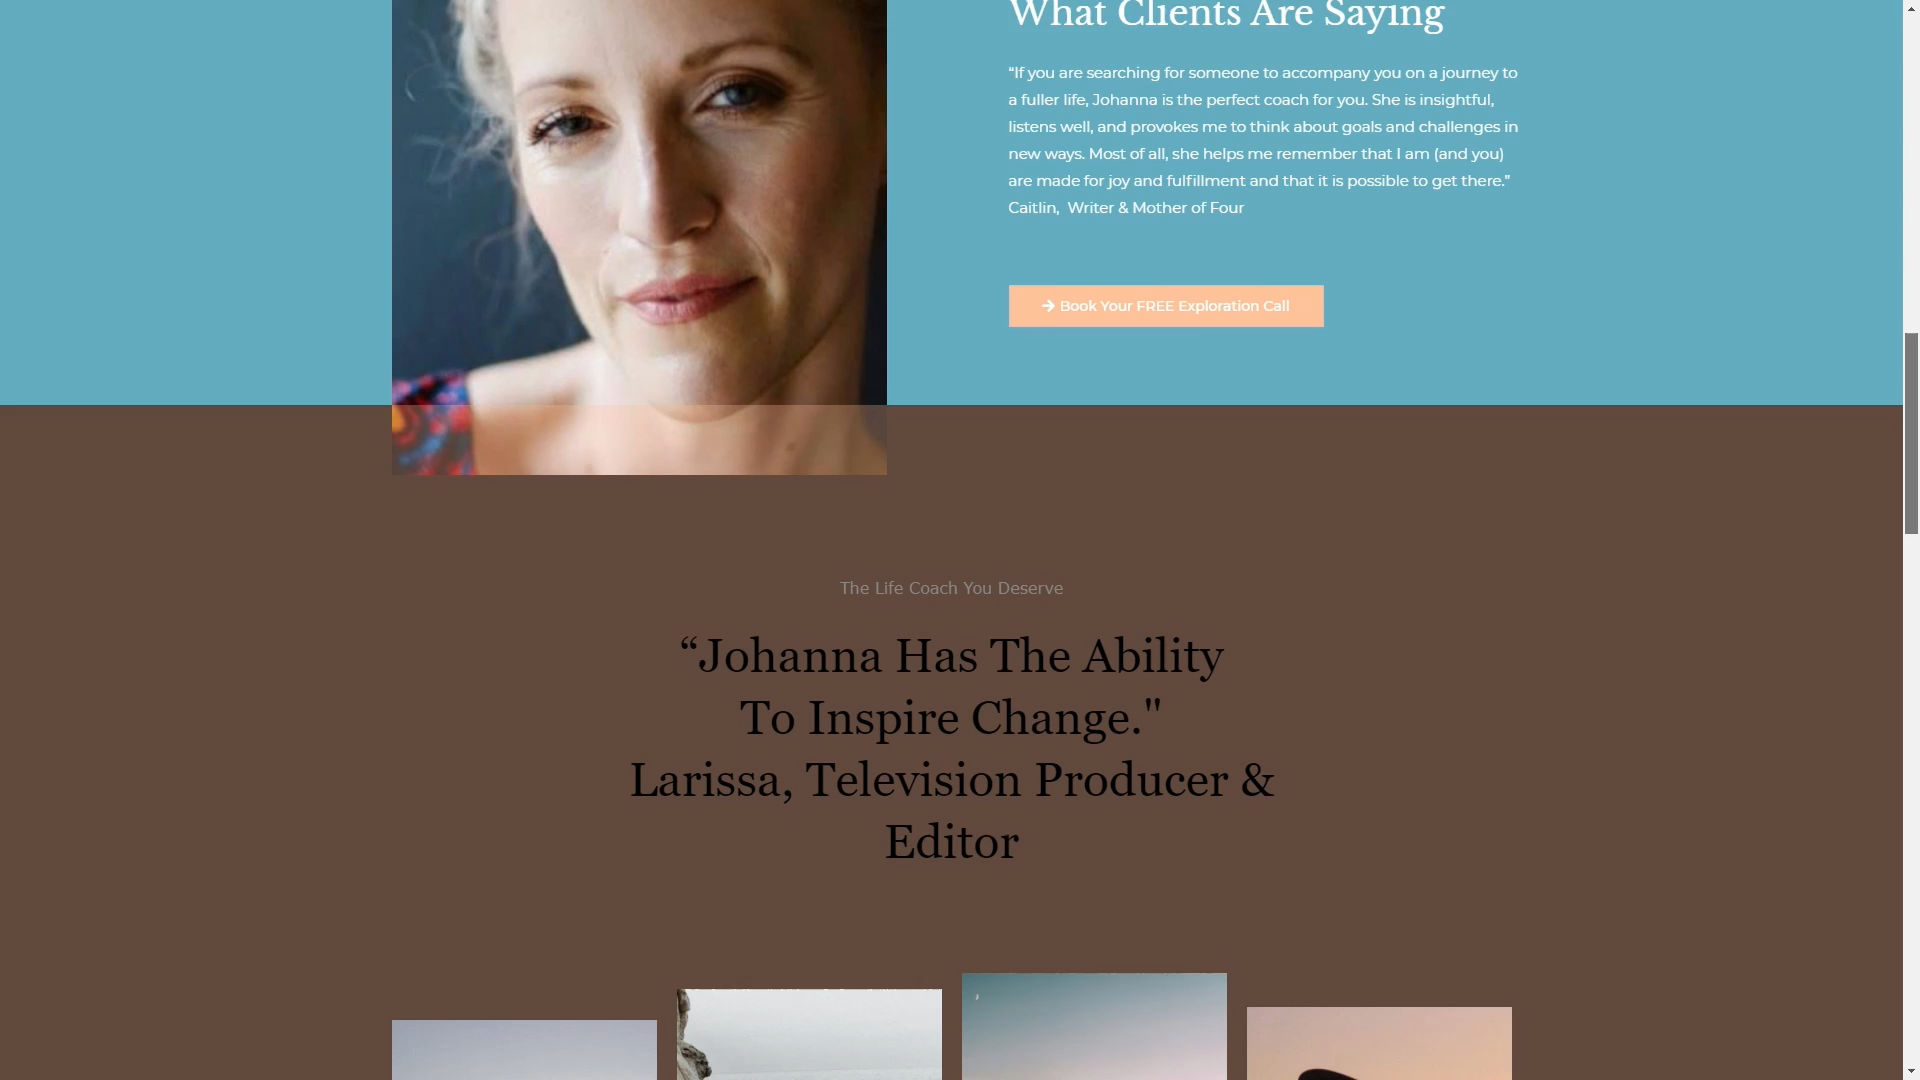 What Clients Are Saying
“If you are searching for someone to accompany you on a journey to
a fuller life, Johanna is the perfect coach for you. She is insightful,
listens well, and provokes me to think about goals and challenges in
new ways. Most of all, she helps me remember that I am (and you)
are made for joy and fulfillment and that it is possible to get there.”
Caitlin,  Writer & Mother of Four
Book Your FREE Exploration Call
The Life Coach You Deserve
“Johanna Has The Ability
To Inspire Change."
Larissa, Television Producer &
Editor